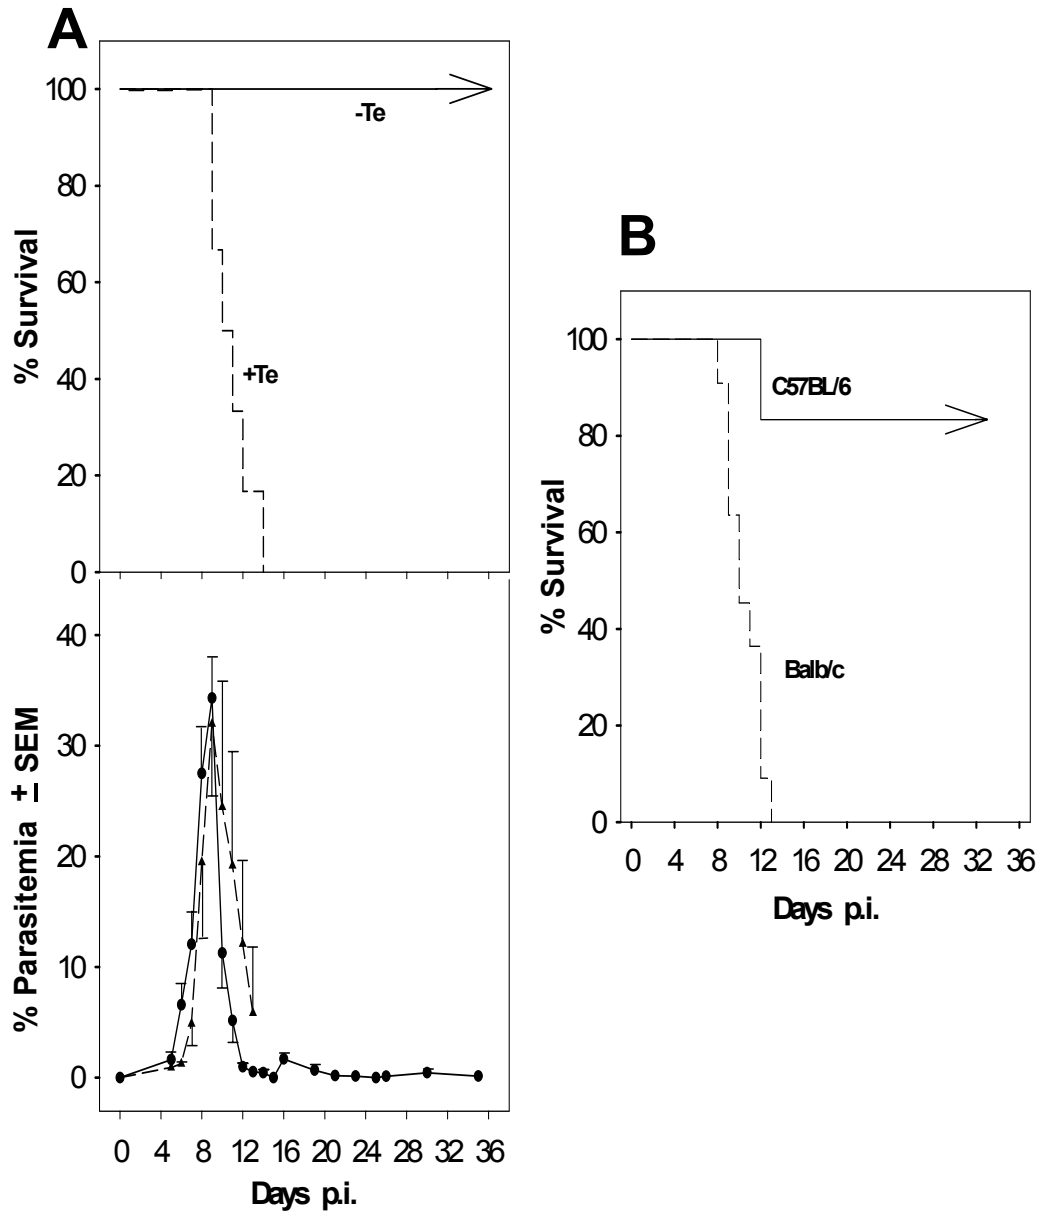 A
100
80
60
40
20
0
% Survival
-Te
+Te
40
30
20
10
0
% Parasitemia ± SEM
0 4 8 12 16 20 24 28 32 36
Days p.i.
B
100
80
60
40
20
0
% Survival
C57BL/6
Balb/c
0 4 8 12 16 20 24 28 32 36
Days p.i.